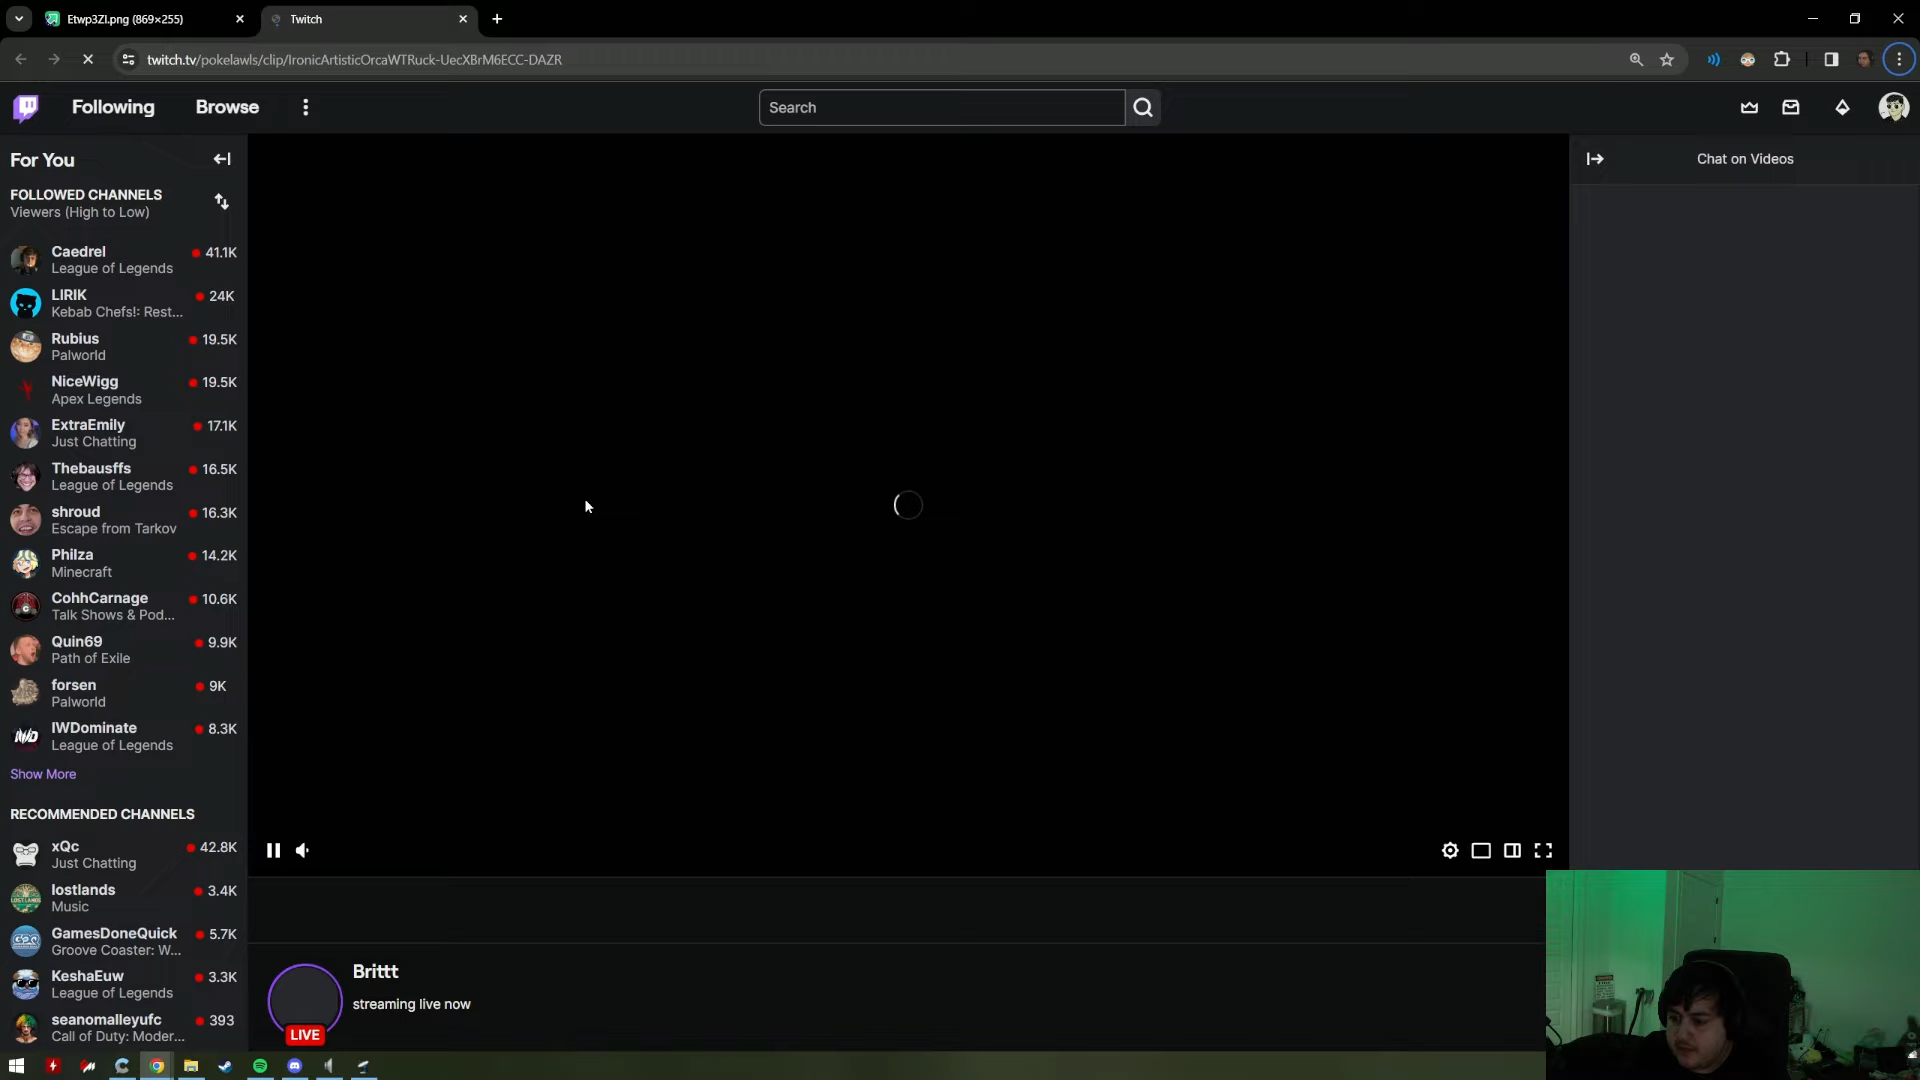 Etwp3ZI.png (869×255)
Twitch
twitch.tv/pokelawls/clip/IronicArtisticOrcaWTRuck-UecXBrM6ECC-DAZR
Following
Browse
Search
For You
Chat on Videos
FOLLOWED CHANNELS
Viewers (High to Low)
Caedrel
41.1K
League of Legends
LIRIK
24K
Kebab Chefs!: Rest...
Rubius
19.5K
Palworld
NiceWigg
19.5K
Apex Legends
ExtraEmily
17.1K
Just Chatting
Thebausffs
16.5K
League of Legends
shroud
16.3K
Escape from Tarkov
Philza
14.2K
Minecraft
CohhCarnage
10.6K
Talk Shows & Pod...
Quin69
9.9K
Path of Exile
forsen
9K
Palworld
IWDominate
8.3K
League of Legends
Show More
RECOMMENDED CHANNELS
xQc
42.8K
Just Chatting
lostlands
3.4K
Music
GamesDoneQuick
5.7K
Groove Coaster: W...
KeshaEuw
3.3K
League of Legends
seanomalleyufc
393
Call of Duty: Moder...
Brittt
streaming live now
LIVE